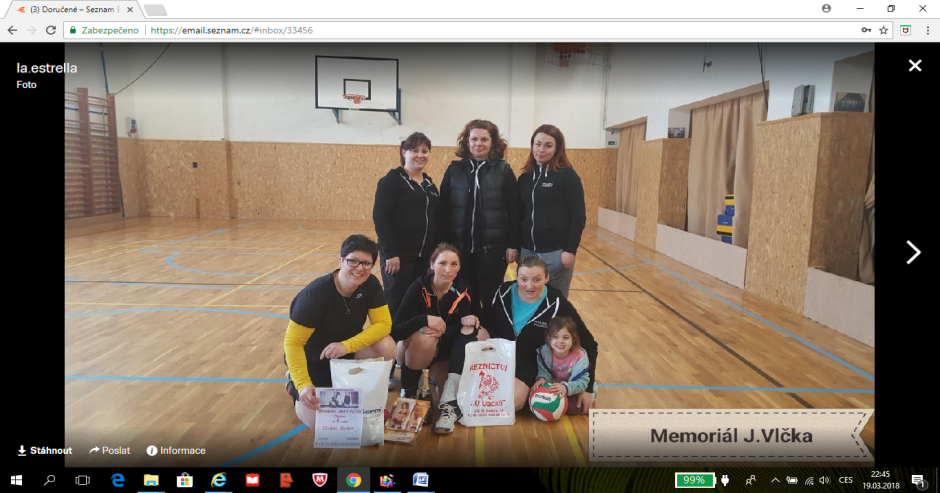 (3) Doručené – Seznam E
Zabezpečeno
https://email.seznam.cz/#inbox/33456
la.estrella
Foto
ŘEZNICTVÍ
Memoriál J.Vlčka
Stáhnout
Poslat
Informace
99%
CES
22:45
19.03.2018
1